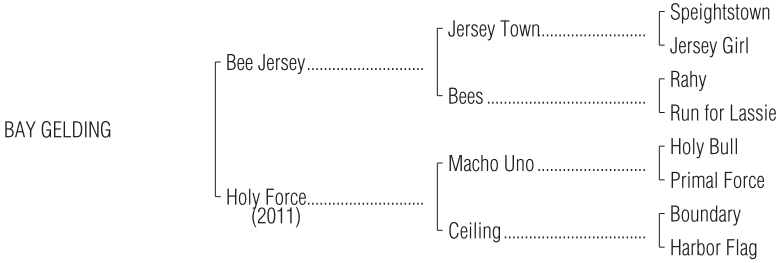 Speightstown
Jersey Town
Jersey Girl
Bee Jersey
Rahy
Bees
Run for Lassie
BAY GELDING
Holy Bull
Macho Uno
Primal Force
Holy Force
(2011)
Boundary
Ceiling
Harbor Flag